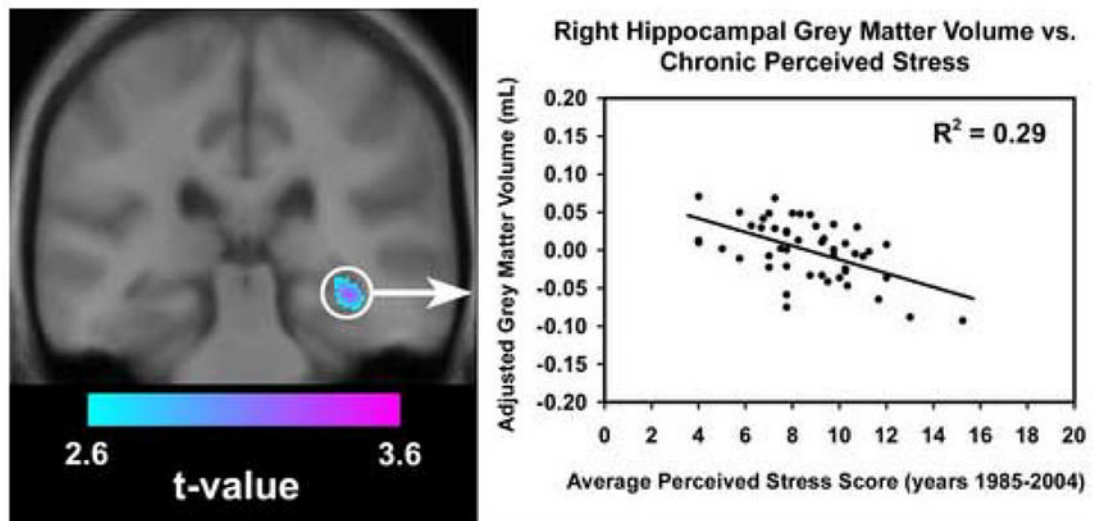 2.6
3.6
t-value
Right Hippocampal Grey Matter Volume vs.
Chronic Perceived Stress
Adjusted Grey Matter Volume (mL)
0.20
0.15
0.10
0.05
0.00
-0.05
-0.10
-0.15
-0.20
R² = 0.29
0 2 4 6 8 10 12 14 16 18 20
Average Perceived Stress Score (years 1985-2004)